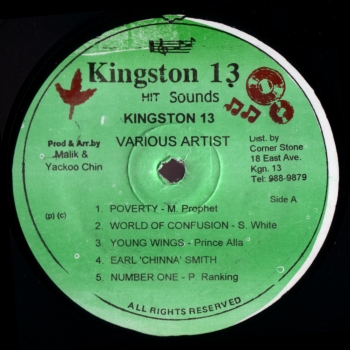 Kingston 13
HIT Sounds
KINGSTON 13
VARIOUS ARTIST
Prod & Arr.by
Malik &
Yackoo Chin
Dist. by
Corner Stone
18 East Ave.
Kgn. 13
Tel: 988-9879
Side A
(p) (c)
1. POVERTY - M. Prophet
2. WORLD OF CONFUSION - S. White
3. YOUNG WINGS - Prince Alla
4. EARL 'CHINNA' SMITH
5. NUMBER ONE - P. Ranking
ALL RIGHTS RESERVED